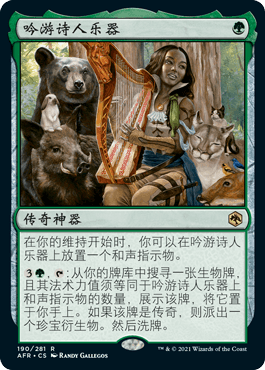 吟游诗人乐器
传奇神器
在你的维持开始时，你可以在吟游诗人
乐器上放置一个和声指示物。
3，：从你的牌库中搜寻一张生物牌，
且其法术力值须等同于吟游诗人乐器上
和声指示物的数量，展示该牌，将它置
于你手上。如果该牌是传奇，则派出一
个珍宝衍生物。然后洗牌。
190/281 R
AFR • CS RANDY GALLEGOS
™ & © 2021 Wizards of the Coast